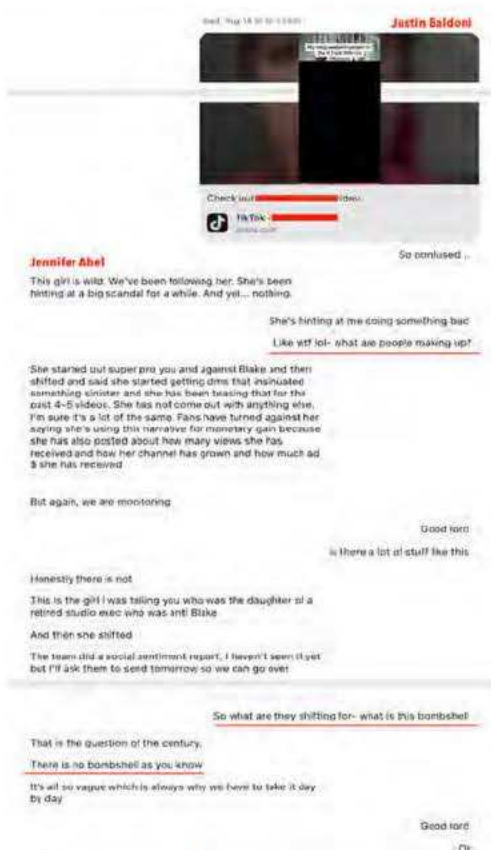 Wed, Aug 14 at
Justin Baldoni
Check out
video.
TikTok
So confused ..
Jennifer Abel
This girl is wild. We've been following her. She's been
hinting at a big scandal for a while. And yet... nothing.
She's hinting at me doing something bad
Like wtf lol- what are people making up?
She started out super pro you and against Blake and then
shifted and said she started getting dms that insinuated
something sinister and she has been teasing that for the
past 4-5 videos. She has not come out with anything else.
I'm sure it's a lot of the same. Fans have turned against her
saying she's using this narrative for monetary gain because
she has also posted about how many views she has
received and how her channel has grown and how much ad
$ she has received
But again, we are monitoring
Good lord
is there a lot of stuff like this
Honestly there is not
This is the girl I was telling you who was the daughter of a
retired studio exec who was anti Blake
And then she shifted
The team did a social sentiment report, I haven't seen it yet
but I'll ask them to send tomorrow so we can go over
So what are they shifting for- what is this bombshell
That is the question of the century.
There is no bombshell as you know
It's all so vague which is always why we have to take it day
by day
Good lord